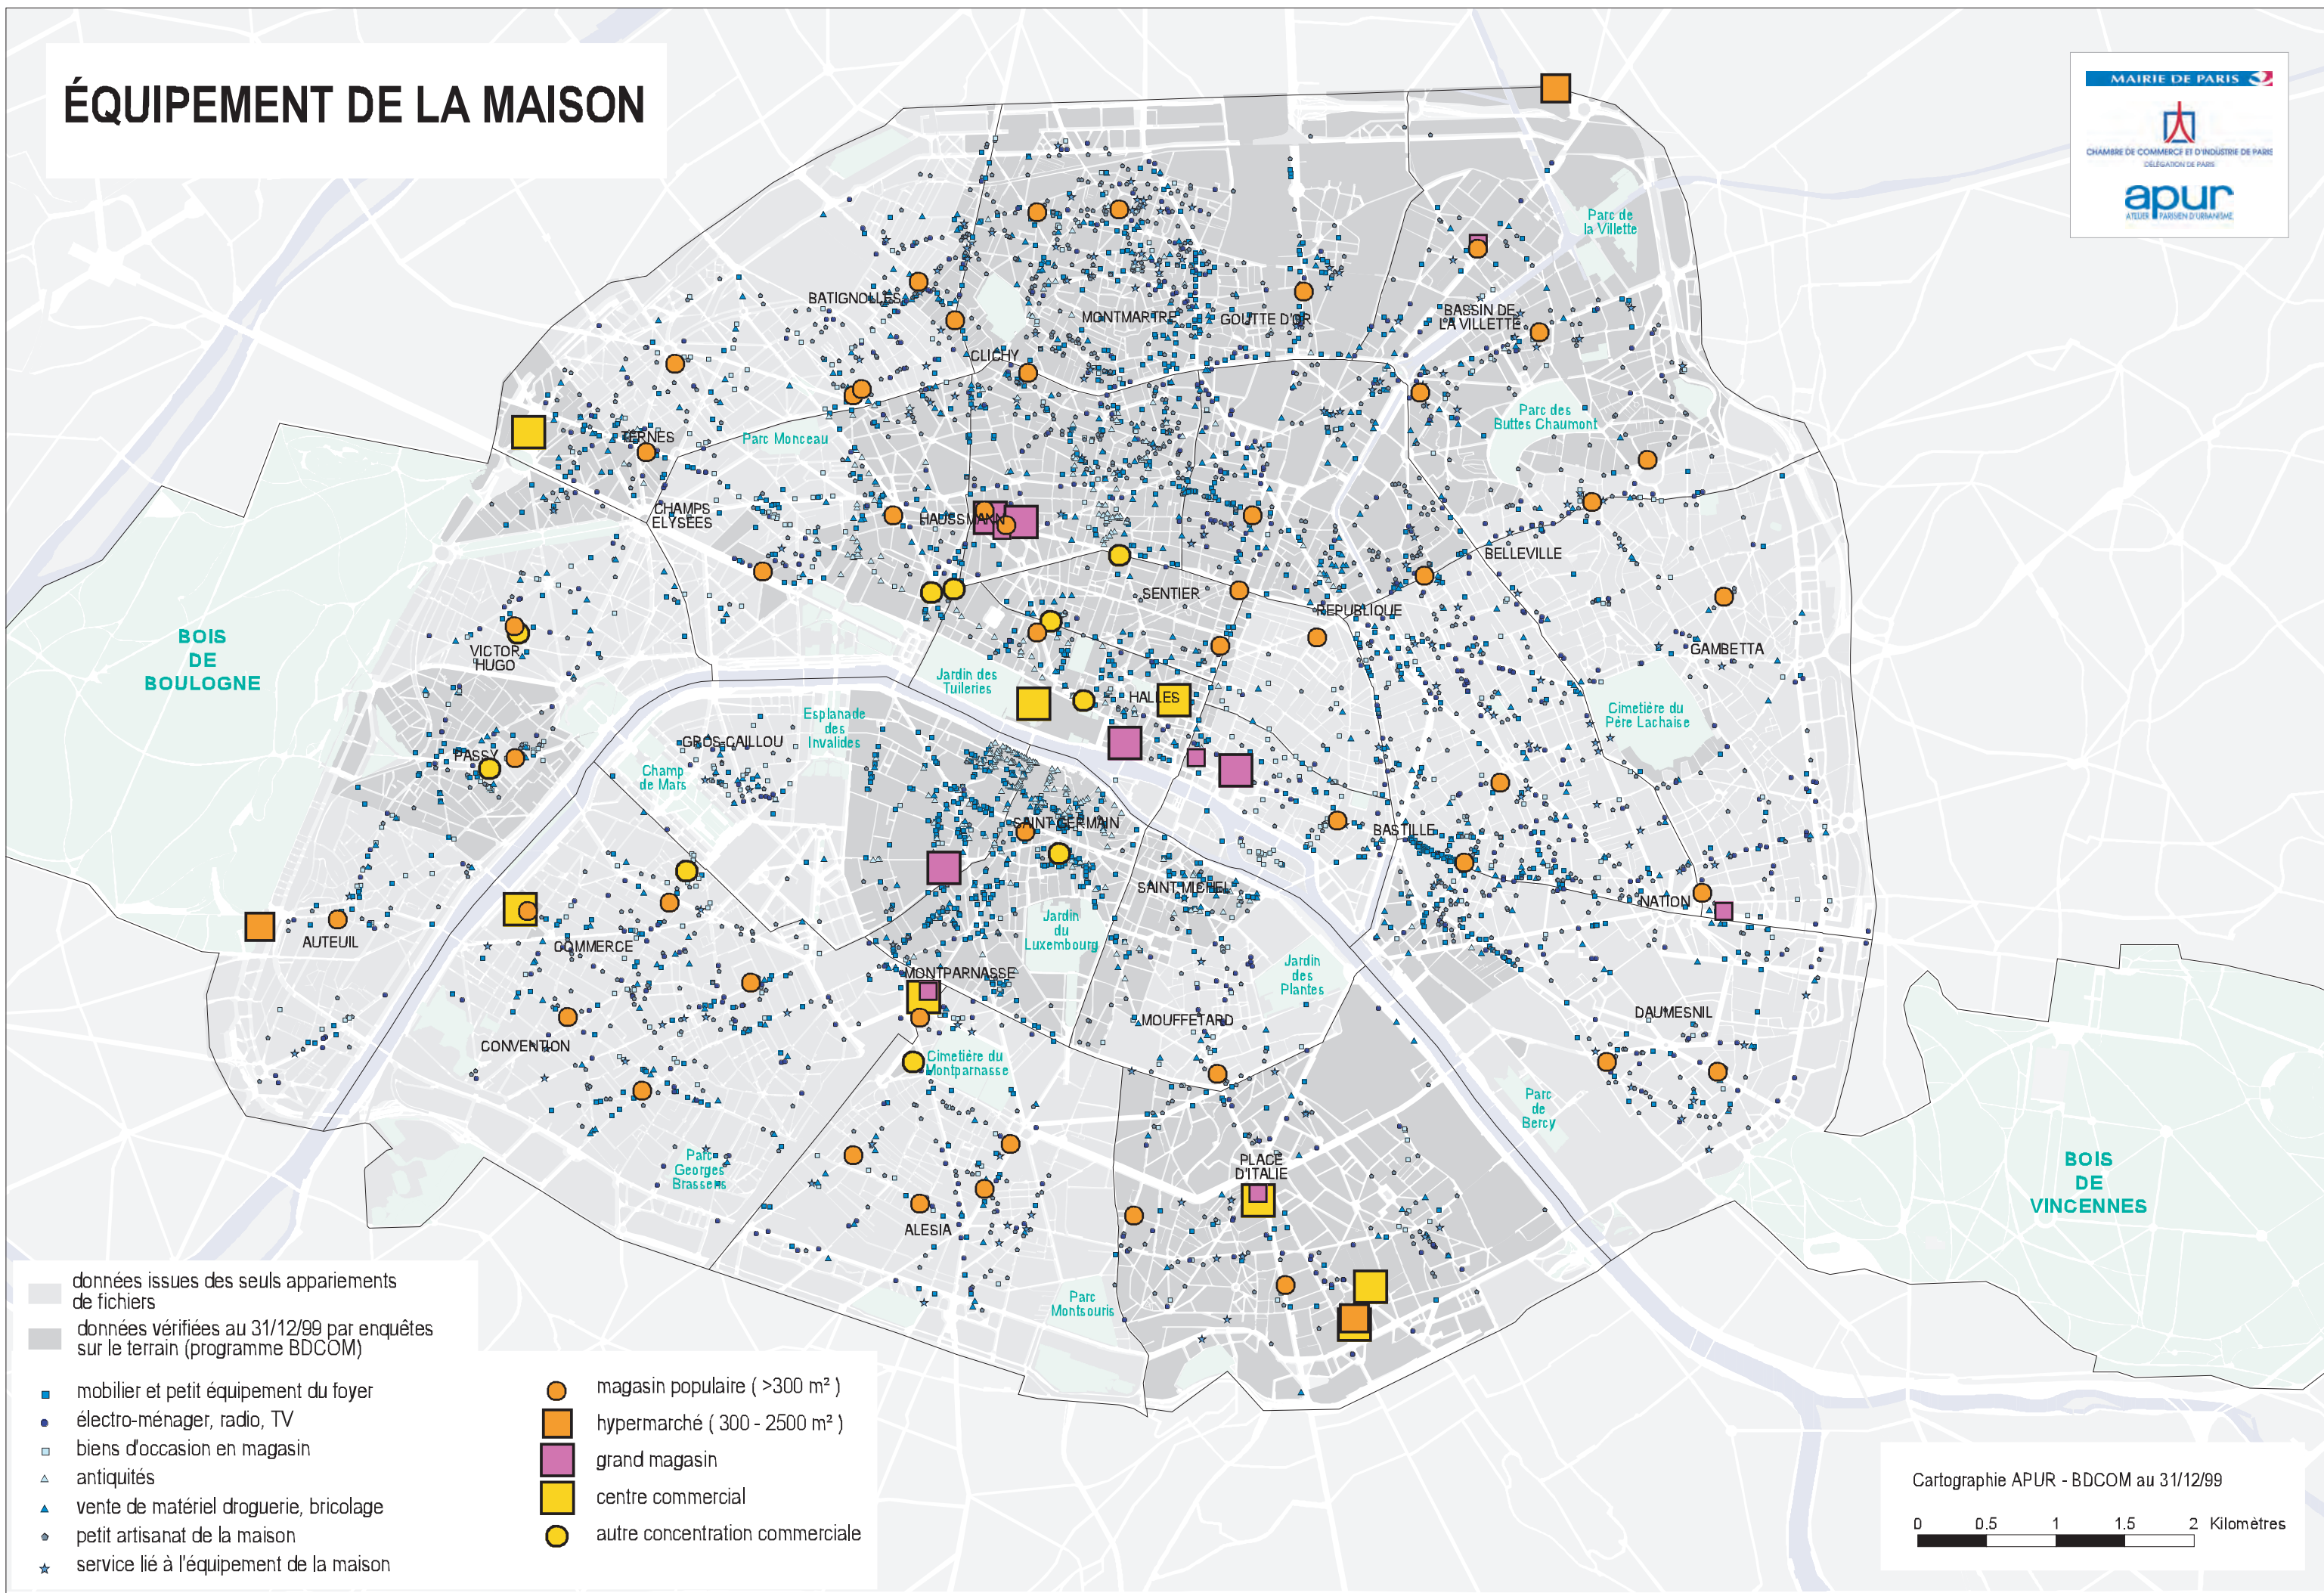 ÉQUIPEMENT DE LA MAISON
MAIRIE DE PARIS
CHAMBRE DE COMMERCE ET D'INDUSTRIE DE PARIS
DÉLÉGATION DE PARIS
apur
ATELIER PARISIEN D'URBANISME
Parc de
la Villette
BATIGNOLLES
MONTMARTRE
GOUTTE D'OR
BASSIN DE
LA VILLETTE
CLICHY
Parc des
Buttes Chaumont
TERNES
Parc Monceau
CHAMPS
ELYSEES
HAUSSMANN
BELLEVILLE
SENTIER
REPUBLIQUE
BOIS
DE
BOULOGNE
VICTOR
HUGO
GAMBETTA
Jardin des
Tuileries
HALLES
Cimetière du
Père Lachaise
Esplanade
des
Invalides
GROS-CAILLOU
PASSY
Champ
de Mars
SAINT GERMAIN
BASTILLE
SAINT MICHEL
NATION
Jardin
du
Luxembourg
AUTEUIL
COMMERCE
MONTPARNASSE
Jardin
des
Plantes
MOUFFETARD
DAUMESNIL
CONVENTION
Cimetière du
Montparnasse
Parc
de
Bercy
Parc
Georges
Brassens
PLACE
D'ITALIE
BOIS
DE
VINCENNES
ALESIA
Parc
Montsouris
données issues des seuls appariements
de fichiers
données vérifiées au 31/12/99 par enquêtes
sur le terrain (programme BDCOM)
mobilier et petit équipement du foyer
électro-ménager, radio, TV
biens d'occasion en magasin
antiquités
vente de matériel droguerie, bricolage
petit artisanat de la maison
service lié à l'équipement de la maison
magasin populaire ( >300 m² )
hypermarché ( 300 - 2500 m² )
grand magasin
centre commercial
autre concentration commerciale
Cartographie APUR - BDCOM au 31/12/99
0 0.5 1 1.5 2 Kilomètres